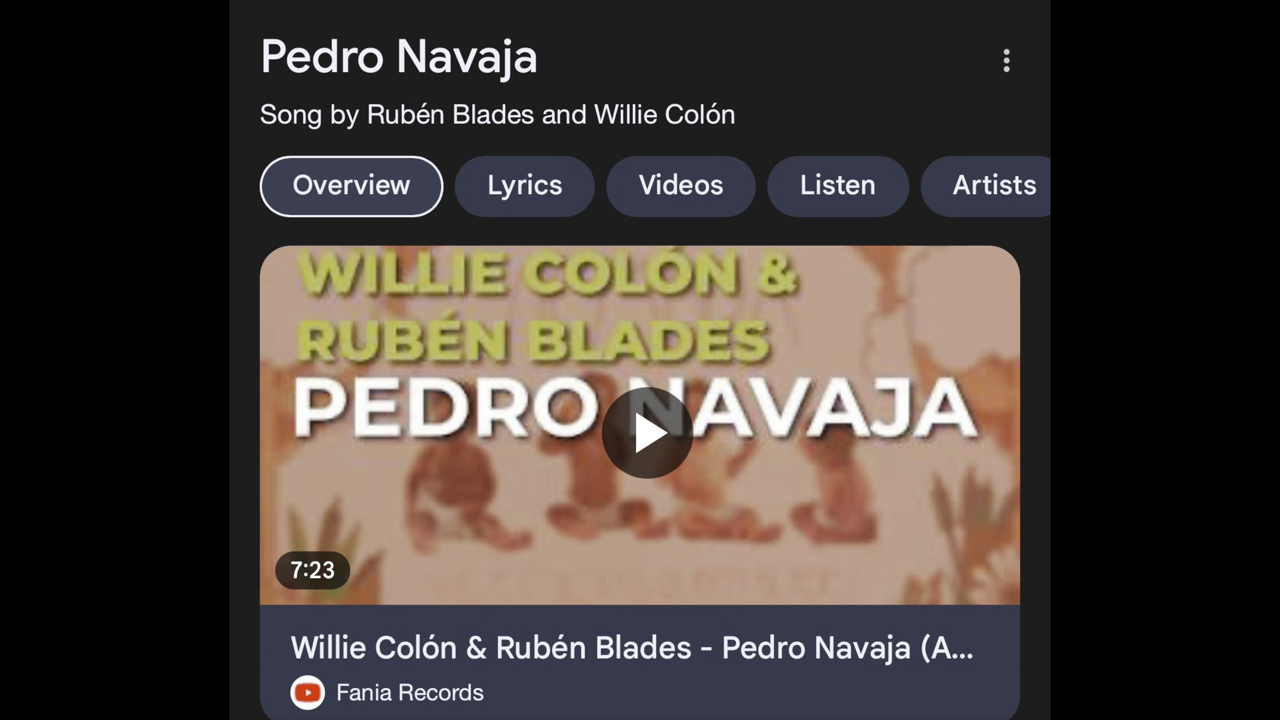 Pedro Navaja
Song by Rubén Blades and Willie Colón
Overview
Lyrics
Videos
Listen
Artists
WILLIE COLÓN &
RUBÉN BLADES
PEDRO NAVAJA
7:23
Willie Colón & Rubén Blades - Pedro Navaja (A...
Fania Records